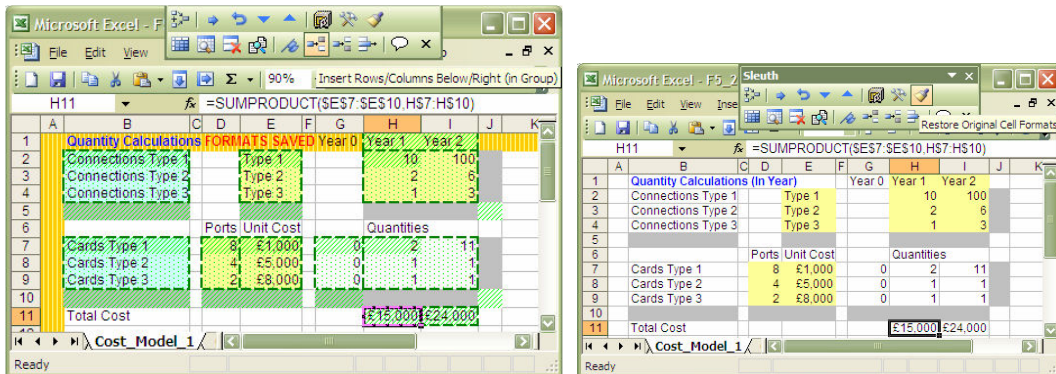 Microsoft Excel - F
File Edit View
90% Insert Rows/Columns Below/Right (in Group)
H11 fx =SUMPRODUCT($E$7:$E$10,H$7:H$10)
A B C D E F G H I J K
1 Quantity Calculations FORMATS SAVED Year 0 Year 1 Year 2
2 Connections Type 1 Type 1 10 100
3 Connections Type 2 Type 2 2 6
4 Connections Type 3 Type 3 1 3
5
6 Ports Unit Cost Quantities
7 Cards Type 1 8 £1,000 0 2 11
8 Cards Type 2 4 £5,000 0 1 1
9 Cards Type 3 2 £8,000 0 1 1
10
11 Total Cost £15,000 £24,000
Cost_Model_1
Ready
Microsoft Excel - F5_2
Sleuth
File Edit View Inse
Restore Original Cell Formats
H11 fx =SUMPRODUCT($E$7:$E$10,H$7:H$10)
A B C D E F G H I J K
1 Quantity Calculations (In Year) Year 0 Year 1 Year 2
2 Connections Type 1 Type 1 10 100
3 Connections Type 2 Type 2 2 6
4 Connections Type 3 Type 3 1 3
5
6 Ports Unit Cost Quantities
7 Cards Type 1 8 £1,000 0 2 11
8 Cards Type 2 4 £5,000 0 1 1
9 Cards Type 3 2 £8,000 0 1 1
10
11 Total Cost £15,000 £24,000
Cost_Model_1
Ready